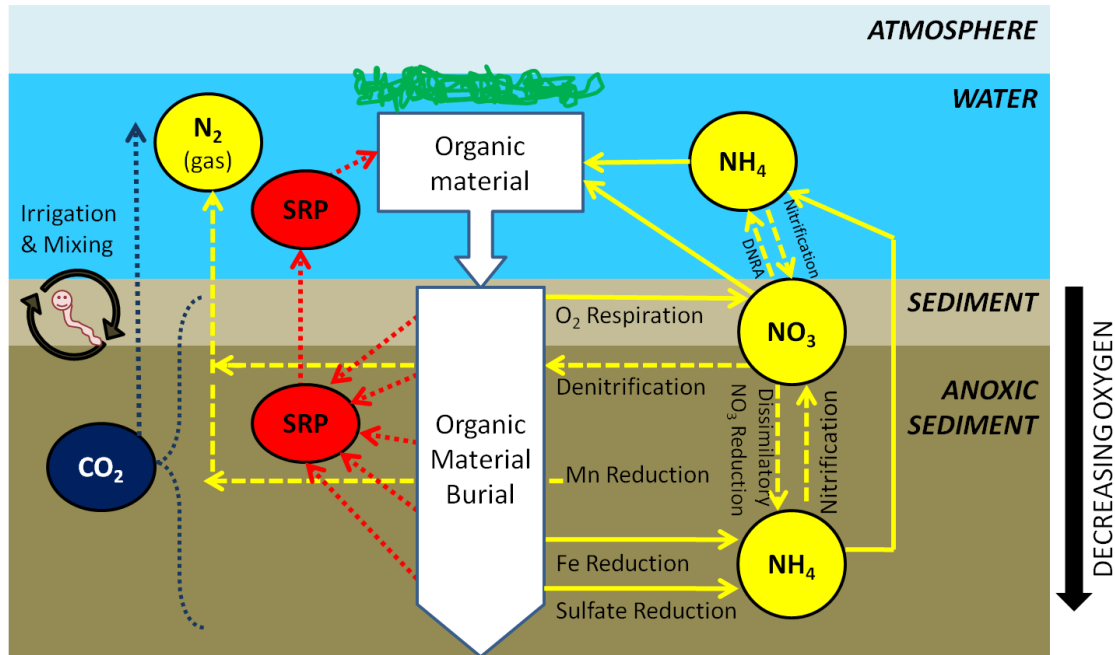 ATMOSPHERE
WATER
N₂
(gas)
Organic
material
NH₄
SRP
Irrigation
& Mixing
DNRA
Nitrification
SEDIMENT
O₂ Respiration
NO₃
Denitrification
ANOXIC
SEDIMENT
SRP
Organic
Material
Burial
Dissimilatory
NO₃ Reduction
Nitrification
CO₂
Mn Reduction
Fe Reduction
NH₄
Sulfate Reduction
DECREASING OXYGEN